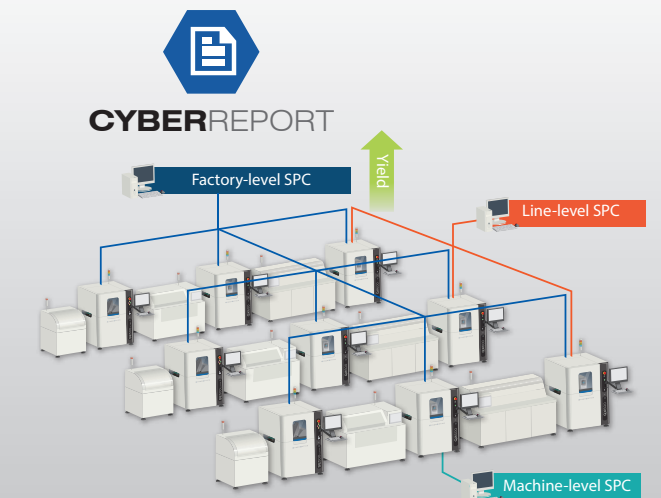 CYBERREPORT
Factory-level SPC
Yield
Line-level SPC
Machine-level SPC